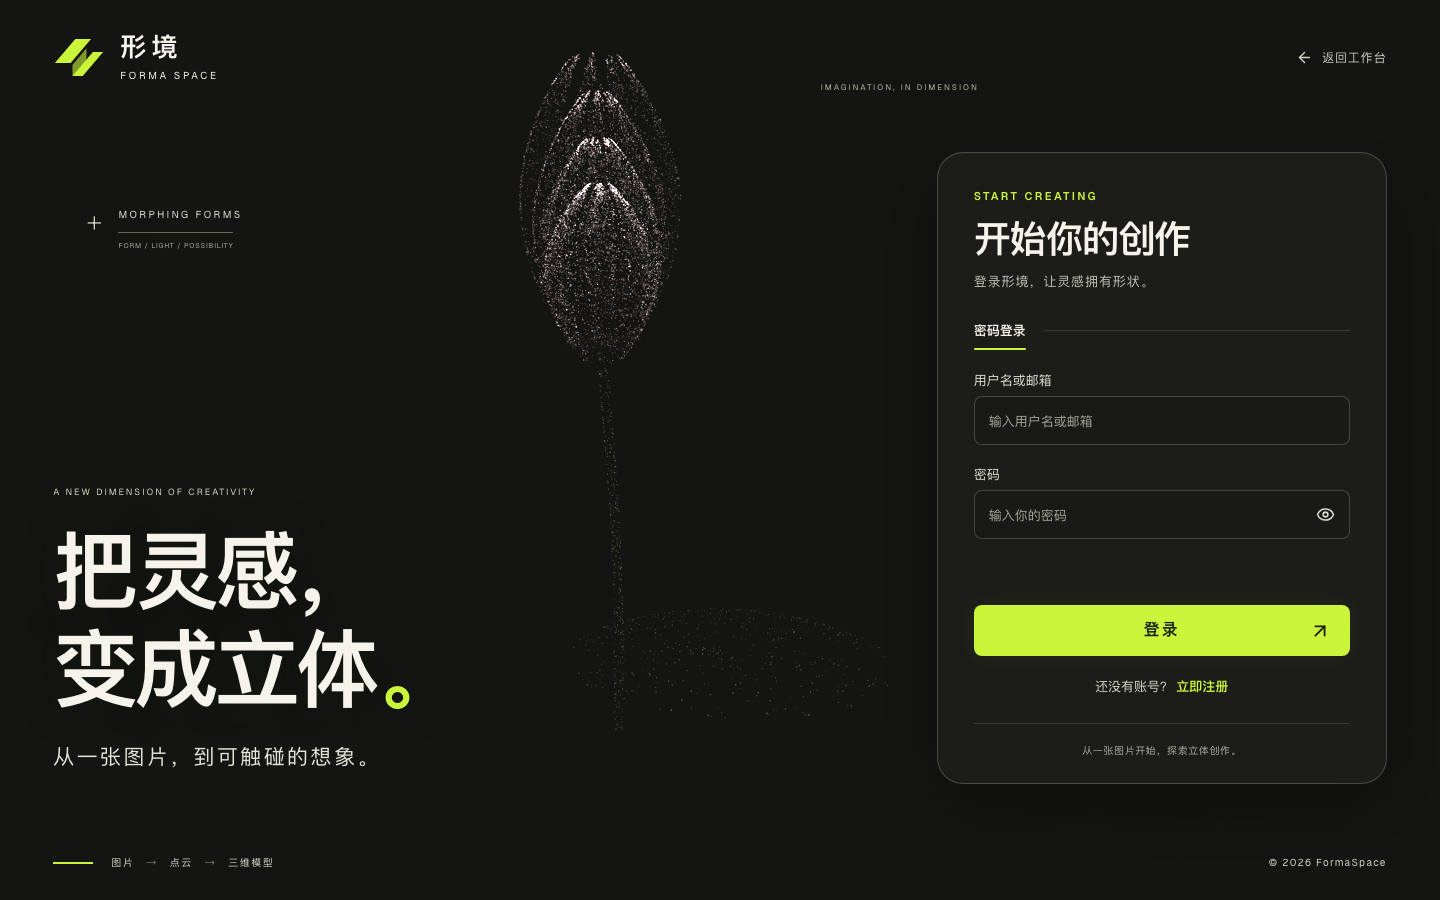 形境
FORMA SPACE
返回工作台
IMAGINATION, IN DIMENSION
MORPHING FORMS
FORM / LIGHT / POSSIBILITY
A NEW DIMENSION OF CREATIVITY
把灵感，
变成立体。
从一张图片，到可触碰的想象。
图片 → 点云 → 三维模型
START CREATING
开始你的创作
登录形境，让灵感拥有形状。
密码登录
用户名或邮箱
输入用户名或邮箱
密码
输入你的密码
登录
还没有账号？ 立即注册
从一张图片开始，探索立体创作。
© 2026 FormaSpace